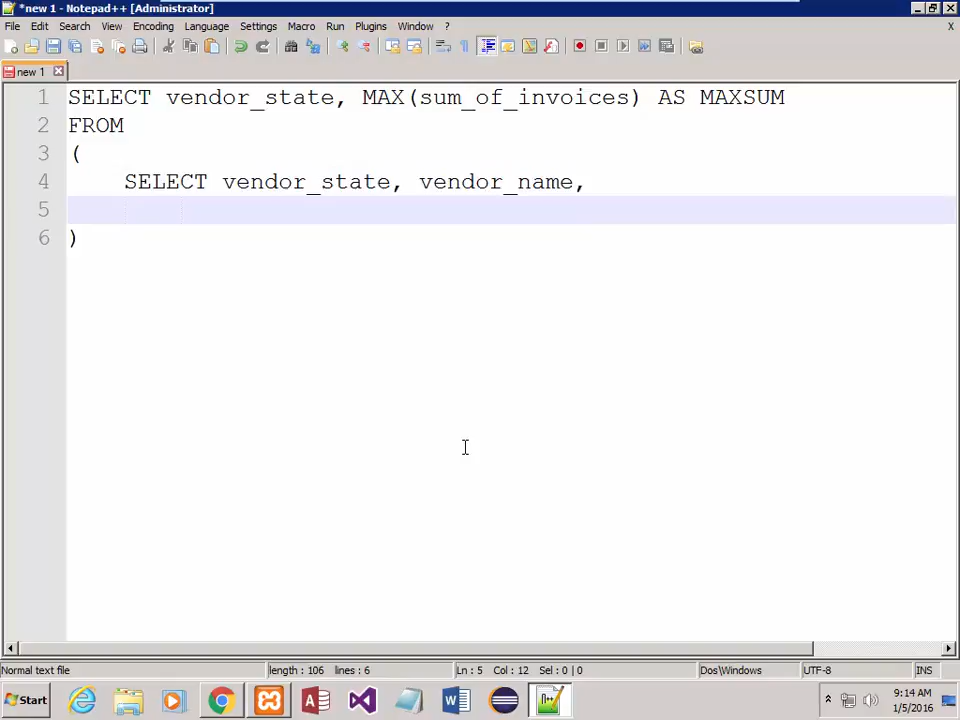 *new 1 - Notepad++ [Administrator]
File Edit Search View Encoding Language Settings Macro Run Plugins Window ? X
new 1
1 SELECT vendor_state, MAX(sum_of_invoices) AS MAXSUM
2 FROM
3 (
4 SELECT vendor_state, vendor_name,
5
6 )
Normal text file length : 106 lines : 6 Ln : 5 Col : 12 Sel : 0 | 0 Dos\Windows UTF-8 INS
Start 9:14 AM
1/5/2016